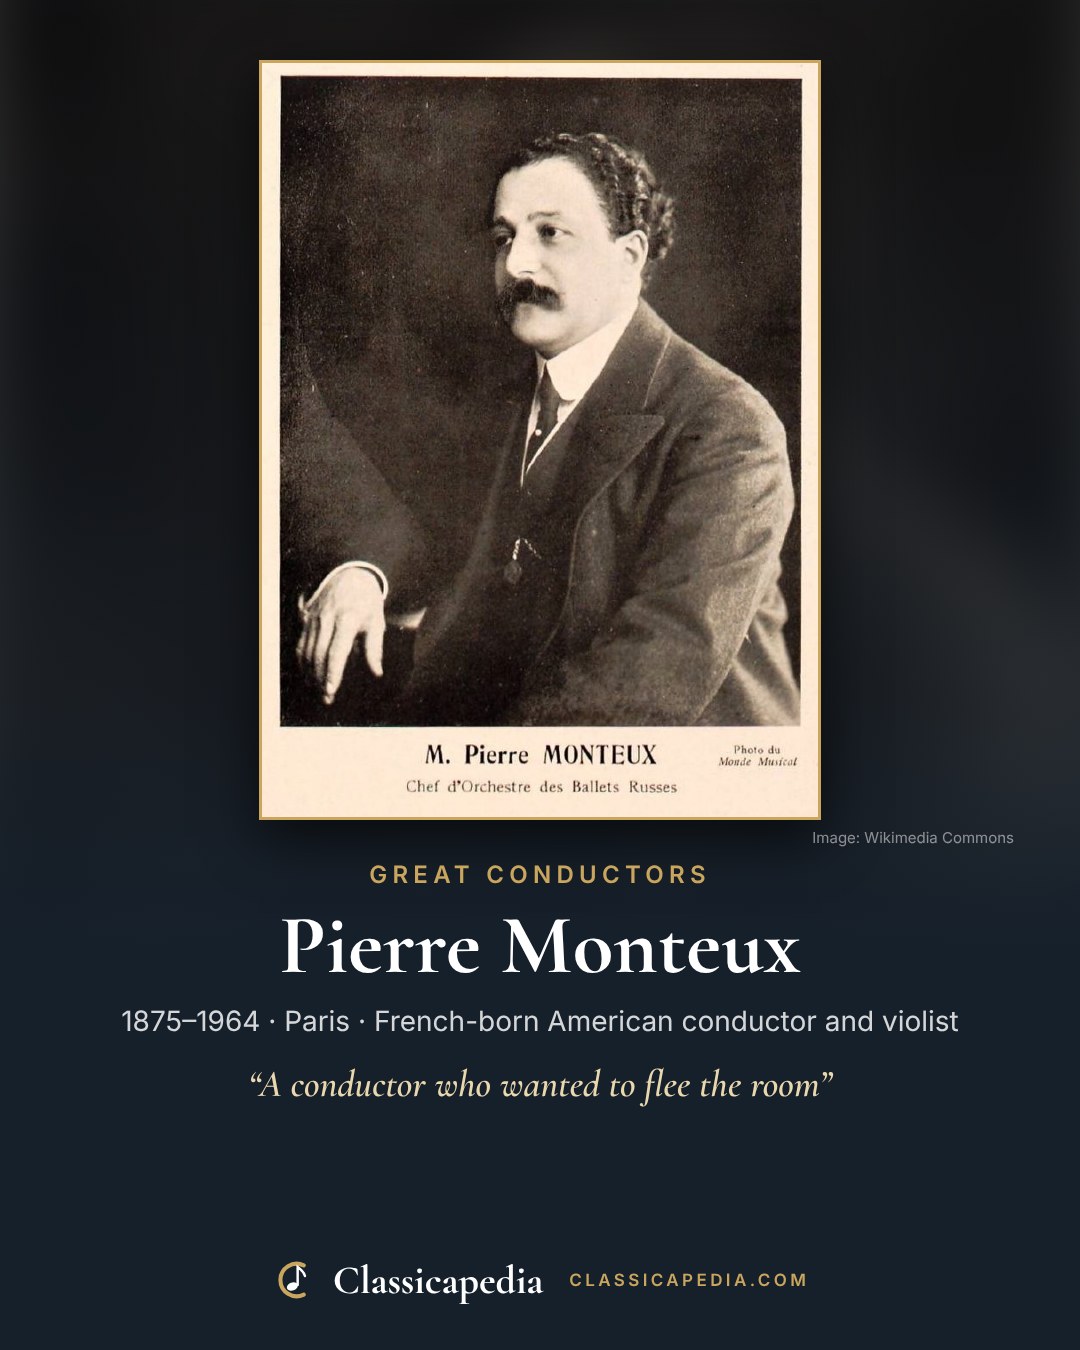 M. Pierre MONTEUX
Photo du
Monde Musical
Chef d'Orchestre des Ballets Russes
Image: Wikimedia Commons
GREAT CONDUCTORS
Pierre Monteux
1875–1964 · Paris · French-born American conductor and violist
“A conductor who wanted to flee the room”
Classicapedia CLASSICAPEDIA.COM